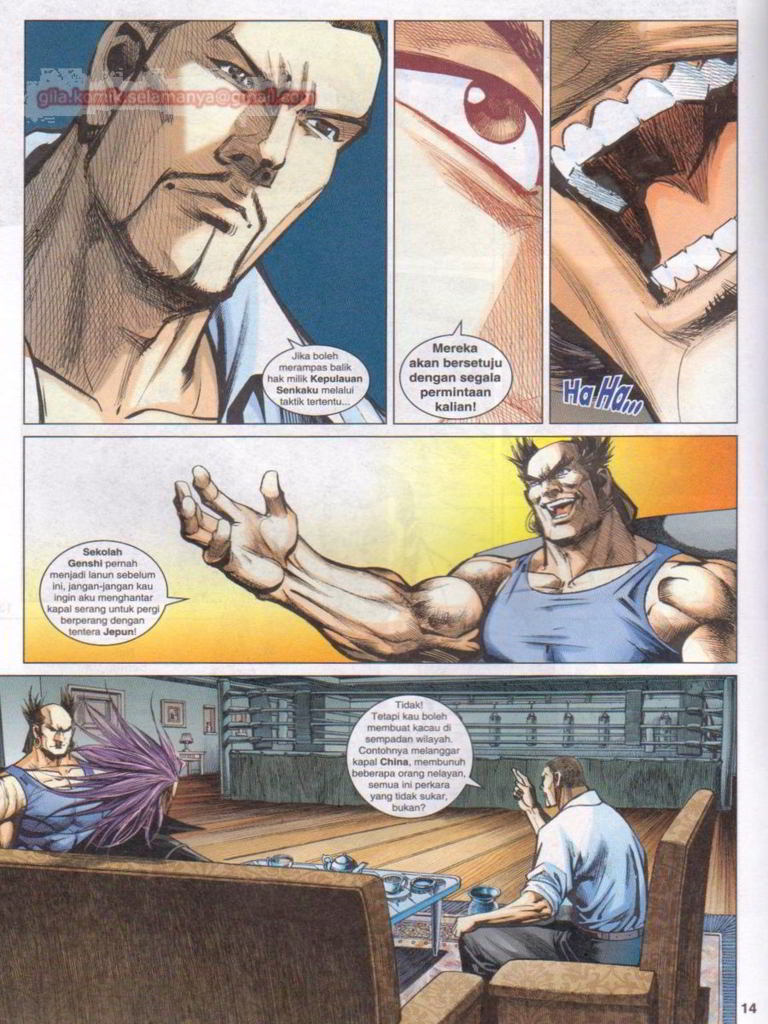 gila.komik.selamanya@gmail.com
Jika boleh
merampas balik
hak milik Kepulauan
Senkaku melalui
taktik tertentu...
Mereka
akan bersetuju
dengan segala
permintaan
kalian!
Ha Ha...
Sekolah
Genshi pernah
menjadi lanun sebelum
ini, jangan-jangan kau
ingin aku menghantar
kapal serang untuk pergi
berperang dengan
tentera Jepun!
Tidak!
Tetapi kau boleh
membuat kacau di
sempadan wilayah.
Contohnya melanggar
kapal China, membunuh
beberapa orang nelayan,
semua ini perkara
yang tidak sukar,
bukan?
14